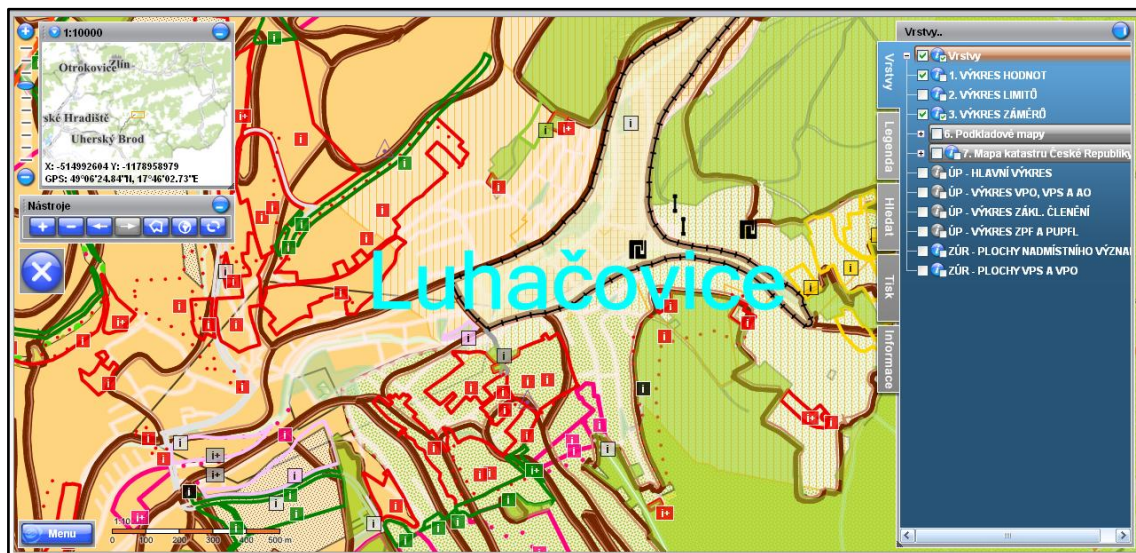 1:10000
Zlín
Otrokovice
ské Hradiště
Uherský Brod
X: -514992604 Y: -1178958979
GPS: 49°06'24.84"N, 17°46'02.73"E
Nástroje
Luhačovice
Menu
0 100 200 300 400 500 m
Vrstvy..
Vrstvy
Legenda
Hledat
Tisk
Informace
Vrstvy
1. VÝKRES HODNOT
2. VÝKRES LIMITŮ
3. VÝKRES ZÁMĚRŮ
6. Podkladové mapy
7. Mapa katastru České Republiky
ÚP - HLAVNÍ VÝKRES
ÚP - VÝKRES VPO, VPS A AO
ÚP - VÝKRES ZÁKL. ČLENĚNÍ
ÚP - VÝKRES ZPF A PUPFL
ZÚR - PLOCHY NADMÍSTNÍHO VÝZNA
ZÚR - PLOCHY VPS A VPO